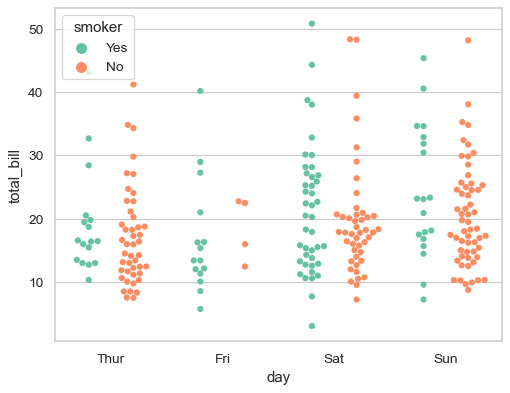 smoker
Yes
No
50
40
30
20
10
total_bill
Thur Fri Sat Sun
day